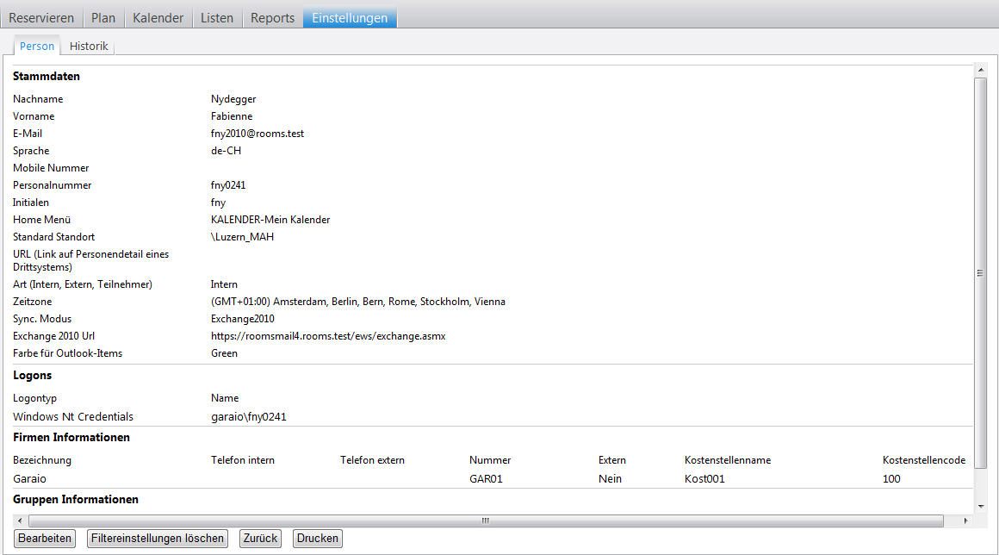 Reservieren Plan Kalender Listen Reports Einstellungen
Person Historik
Stammdaten
Nachname Nydegger
Vorname Fabienne
E-Mail fny2010@rooms.test
Sprache de-CH
Mobile Nummer
Personalnummer fny0241
Initialen fny
Home Menü KALENDER-Mein Kalender
Standard Standort \Luzern_MAH
URL (Link auf Personendetail eines
Drittsystems)
Art (Intern, Extern, Teilnehmer) Intern
Zeitzone (GMT+01:00) Amsterdam, Berlin, Bern, Rome, Stockholm, Vienna
Sync. Modus Exchange2010
Exchange 2010 Url https://roomsmail4.rooms.test/ews/exchange.asmx
Farbe für Outlook-Items Green
Logons
Logontyp Name
Windows Nt Credentials garaio\fny0241
Firmen Informationen
Bezeichnung Telefon intern Telefon extern Nummer Extern Kostenstellenname Kostenstellencode
Garaio GAR01 Nein Kost001 100
Gruppen Informationen
Bearbeiten Filtereinstellungen löschen Zurück Drucken